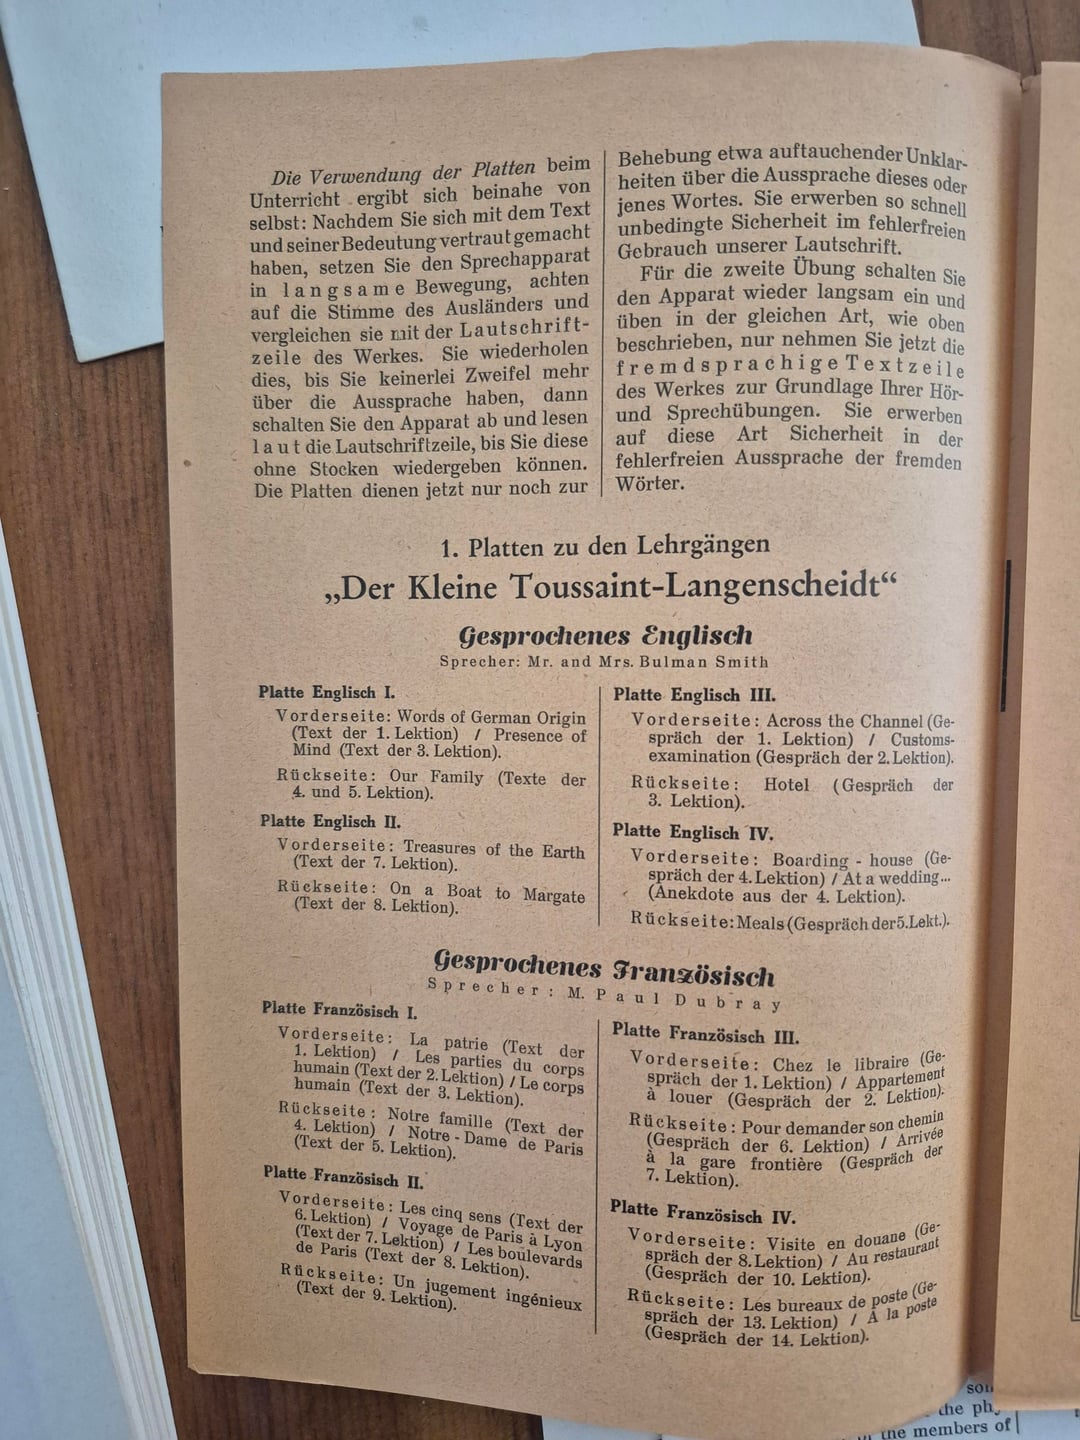 Die Verwendung der Platten beim
Unterricht ergibt sich beinahe von
selbst: Nachdem Sie sich mit dem Text
und seiner Bedeutung vertraut gemacht
haben, setzen Sie den Sprechapparat
in langsame Bewegung, achten
auf die Stimme des Ausländers und
vergleichen sie mit der Lautschrift-
zeile des Werkes. Sie wiederholen
dies, bis Sie keinerlei Zweifel mehr
über die Aussprache haben, dann
schalten Sie den Apparat ab und lesen
laut die Lautschriftzeile, bis Sie diese
ohne Stocken wiedergeben können.
Die Platten dienen jetzt nur noch zur
Behebung etwa auftauchender Unklar-
heiten über die Aussprache dieses oder
jenes Wortes. Sie erwerben so schnell
unbedingte Sicherheit im fehlerfreien
Gebrauch unserer Lautschrift.
Für die zweite Übung schalten Sie
den Apparat wieder langsam ein und
üben in der gleichen Art, wie oben
beschrieben, nur nehmen Sie jetzt die
fremdsprachige Textzeile
des Werkes zur Grundlage Ihrer Hör-
und Sprechübungen. Sie erwerben
auf diese Art Sicherheit in der
fehlerfreien Aussprache der fremden
Wörter.
1. Platten zu den Lehrgängen
„Der Kleine Toussaint-Langenscheidt“
Gesprochenes Englisch
Sprecher: Mr. and Mrs. Bulman Smith
Platte Englisch I.
Vorderseite: Words of German Origin
(Text der 1. Lektion) / Presence of
Mind (Text der 3. Lektion).
Rückseite: Our Family (Texte der
4. und 5. Lektion).
Platte Englisch II.
Vorderseite: Treasures of the Earth
(Text der 7. Lektion).
Rückseite: On a Boat to Margate
(Text der 8. Lektion).
Platte Englisch III.
Vorderseite: Across the Channel (Ge-
spräch der 1. Lektion) / Customs-
examination (Gespräch der 2. Lektion).
Rückseite: Hotel (Gespräch der
3. Lektion).
Platte Englisch IV.
Vorderseite: Boarding - house (Ge-
spräch der 4. Lektion) / At a wedding...
(Anekdote aus der 4. Lektion).
Rückseite: Meals (Gespräch der 5. Lekt.).
Gesprochenes Französisch
Sprecher: M. Paul Dubray
Platte Französisch I.
Vorderseite: La patrie (Text der
1. Lektion) / Les parties du corps
humain (Text der 2. Lektion) / Le corps
humain (Text der 3. Lektion).
Rückseite: Notre famille (Text der
4. Lektion) / Notre - Dame de Paris
(Text der 5. Lektion).
Platte Französisch II.
Vorderseite: Les cinq sens (Text der
6. Lektion) / Voyage de Paris à Lyon
(Text der 7. Lektion) / Les boulevards
de Paris (Text der 8. Lektion).
Rückseite: Un jugement ingénieux
(Text der 9. Lektion).
Platte Französisch III.
Vorderseite: Chez le libraire (Ge-
spräch der 1. Lektion) / Appartement
à louer (Gespräch der 2. Lektion).
Rückseite: Pour demander son chemin
(Gespräch der 6. Lektion) / Arrivée
à la gare frontière (Gespräch der
7. Lektion).
Platte Französisch IV.
Vorderseite: Visite en douane (Ge-
spräch der 8. Lektion) / Au restaurant
(Gespräch der 10. Lektion).
Rückseite: Les bureaux de poste (Ge-
spräch der 13. Lektion) / À la poste
(Gespräch der 14. Lektion).
the
the members of